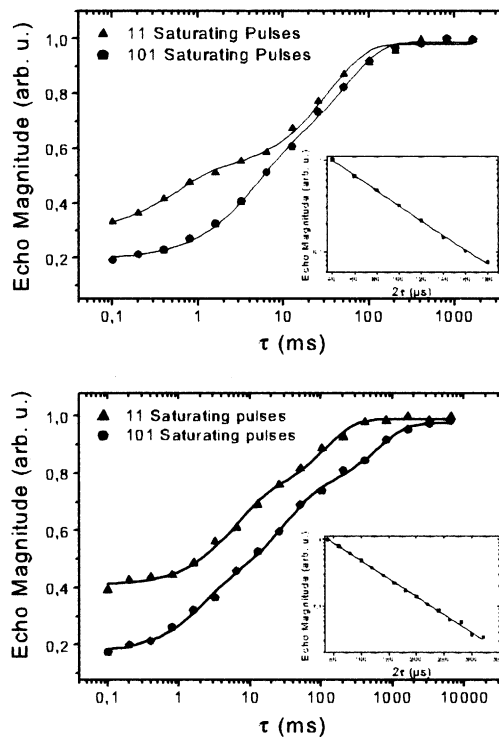 11 Saturating Pulses
101 Saturating Pulses
Echo Magnitude (arb. u.)
1,0
0,8
0,6
0,4
0,2
0,1 1 10 100 1000
τ (ms)
Echo Magnitude (arb. u.)
2τ (µs)
11 Saturating pulses
101 Saturating pulses
Echo Magnitude (arb. u.)
1,0
0,8
0,6
0,4
0,2
0,1 1 10 100 1000 10000
τ (ms)
Echo Magnitude (arb. u.)
2τ (µs)